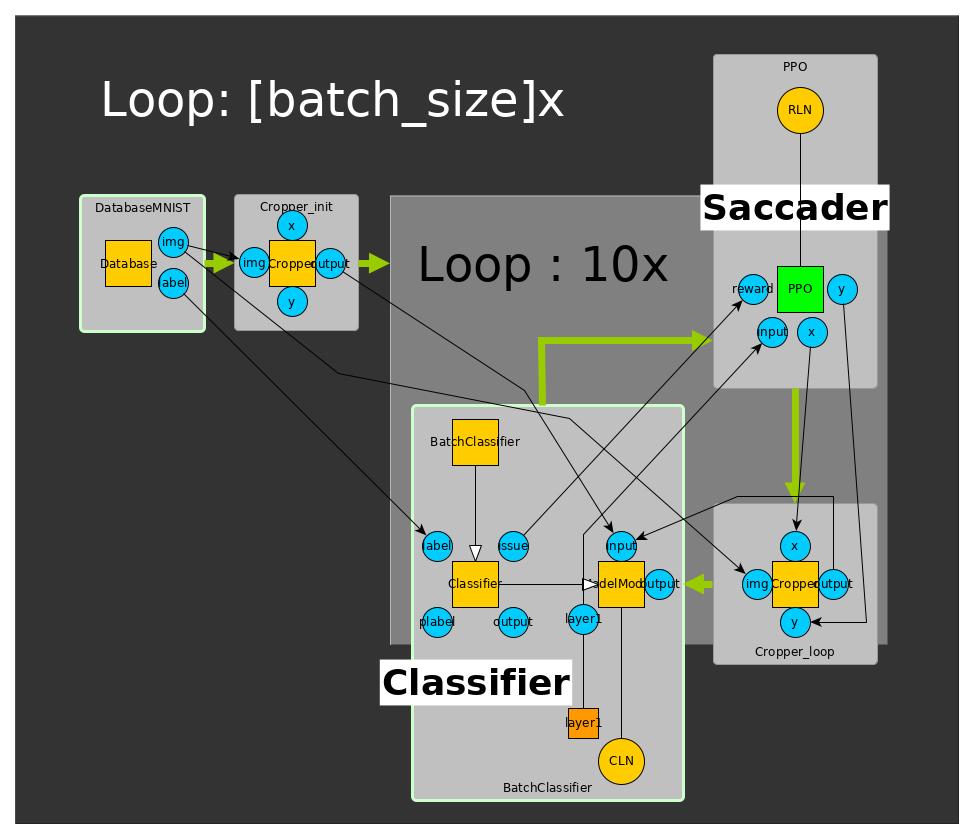 Loop: [batch_size]x
PPO
RLN
Saccader
DatabaseMNIST
Database
img
label
Cropper_init
x
img
Cropper
output
y
Loop : 10x
reward
PPO
y
input
x
BatchClassifier
label
issue
input
Classifier
output
plabel
output
layer1
Classifier
layer1
CLN
BatchClassifier
x
img
Cropper
output
y
Cropper_loop